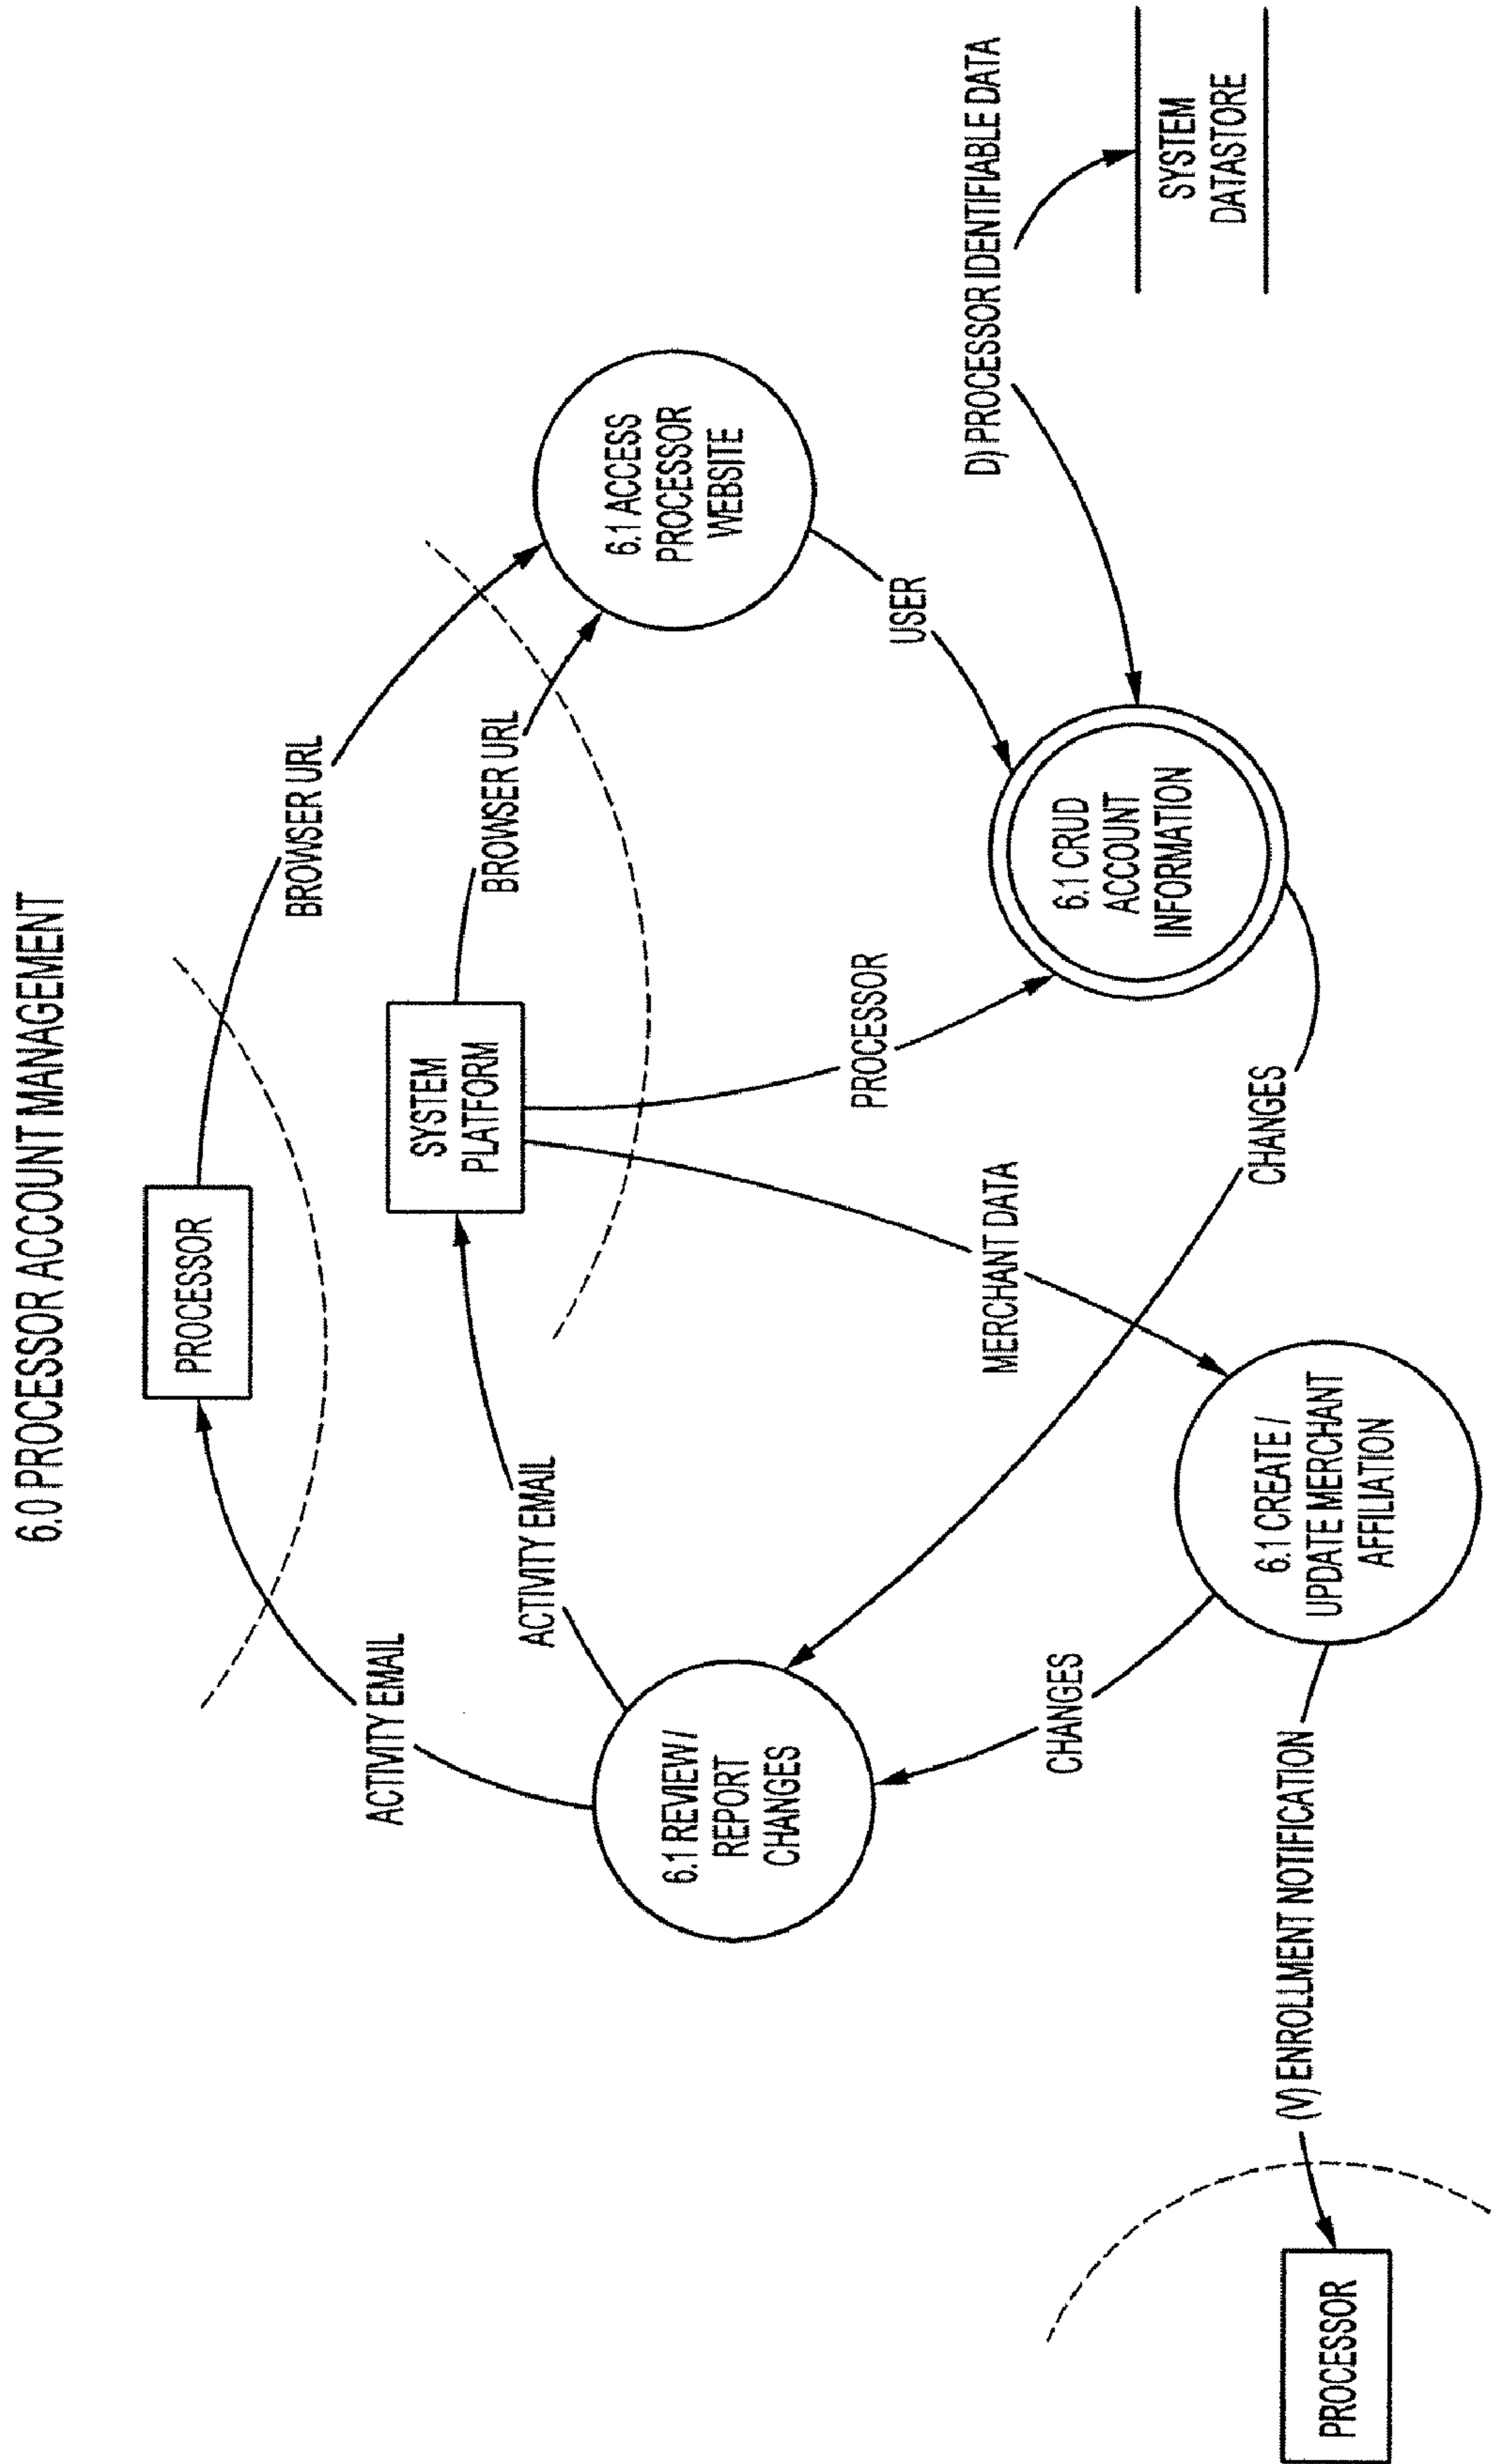 6.0 PROCESSOR ACCOUNT MANAGEMENT
PROCESSOR
ACTIVITY EMAIL
BROWSER URL
SYSTEM
PLATFORM
ACTIVITY EMAIL
BROWSER URL
6.1 REVIEW /
REPORT
CHANGES
6.1 ACCESS
PROCESSOR
WEBSITE
PROCESSOR
USER
MERCHANT DATA
D) PROCESSOR IDENTIFIABLE DATA
CHANGES
6.1 CRUD
ACCOUNT
INFORMATION
SYSTEM
DATASTORE
CHANGES
6.1 CREATE /
UPDATE MERCHANT
AFFILIATION
(V) ENROLLMENT NOTIFICATION
PROCESSOR